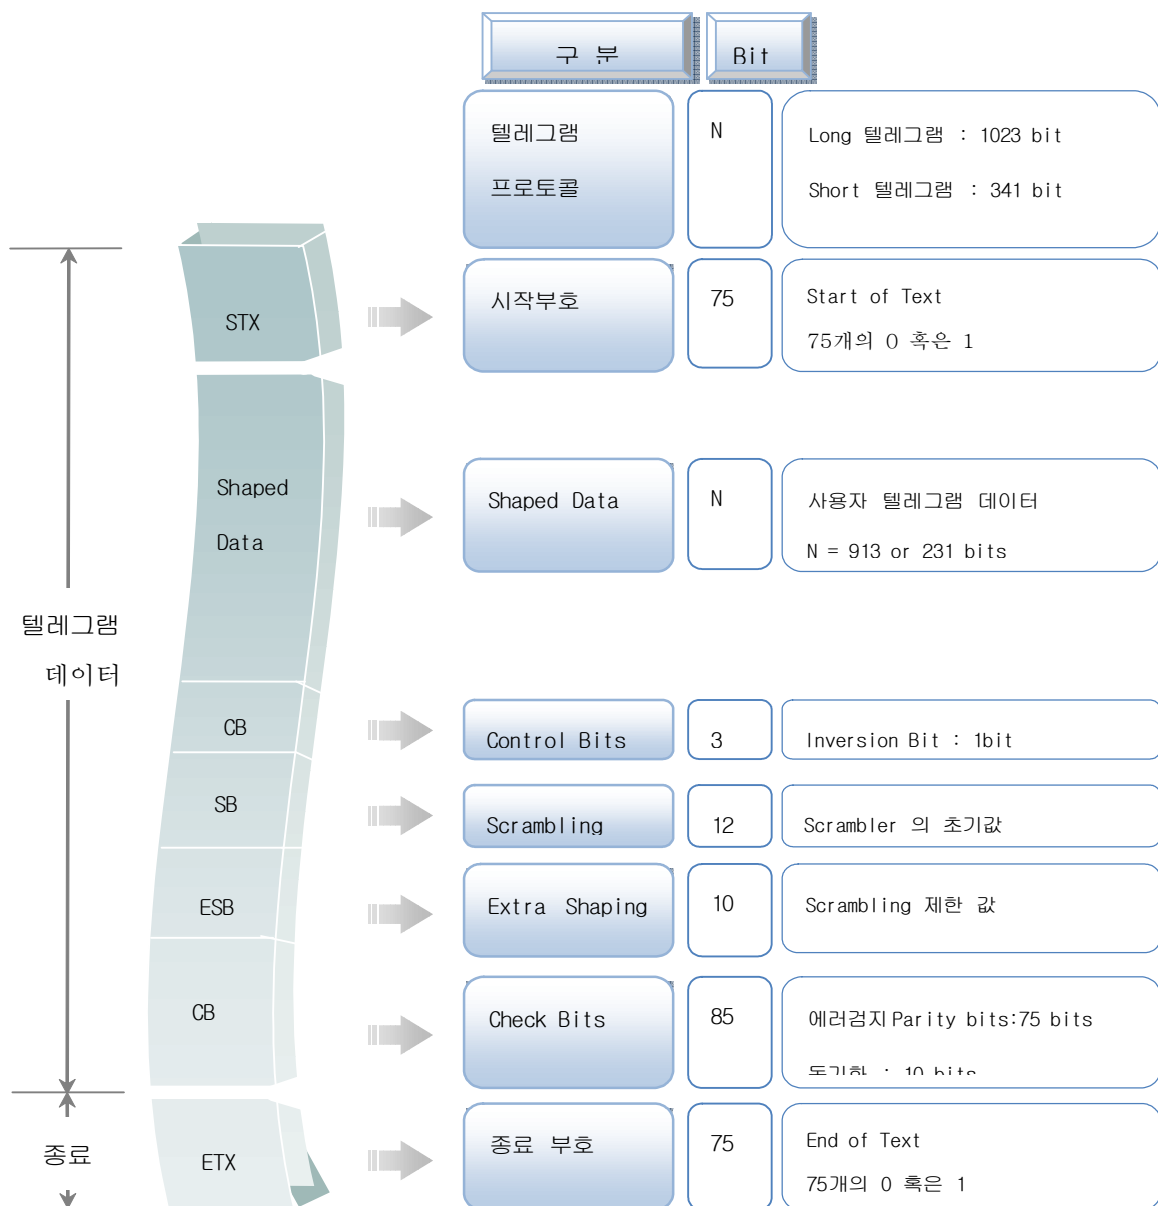 구 분
Bit
텔레그램
프로토콜
N
Long 텔레그램 : 1023 bit
Short 텔레그램 : 341 bit
STX
시작부호
75
Start of Text
75개의 0 혹은 1
Shaped
Data
Shaped Data
N
사용자 텔레그램 데이터
N = 913 or 231 bits
텔레그램
데이터
CB
Control Bits
3
Inversion Bit : 1bit
SB
Scrambling
12
Scrambler 의 초기값
ESB
Extra Shaping
10
Scrambling 제한 값
CB
Check Bits
85
에러검지 Parity bits:75 bits
동기화 : 10 bits
종료
ETX
종료 부호
75
End of Text
75개의 0 혹은 1